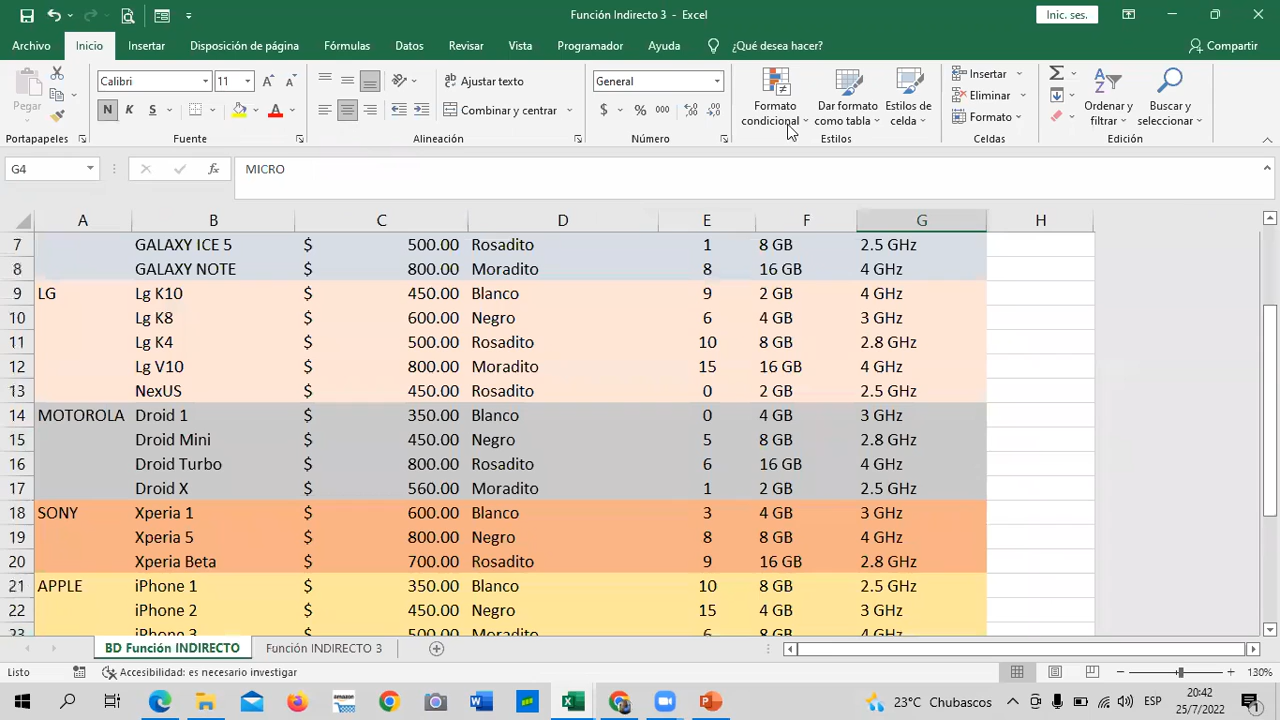 Función Indirecto 3 - Excel
Inic. ses.
Archivo Inicio Insertar Disposición de página Fórmulas Datos Revisar Vista Programador Ayuda ¿Qué desea hacer? Compartir
Pegar
Calibri 11
Ajustar texto
General
Insertar
N K S
Combinar y centrar
$ % 000
Formato condicional
Dar formato como tabla
Estilos de celda
Eliminar
Formato
Ordenar y filtrar
Buscar y seleccionar
Portapapeles Fuente Alineación Número Estilos Celdas Edición
G4 fx MICRO
A B C D E F G H
7 GALAXY ICE 5 $ 500.00 Rosadito 1 8 GB 2.5 GHz
8 GALAXY NOTE $ 800.00 Moradito 8 16 GB 4 GHz
9 LG Lg K10 $ 450.00 Blanco 9 2 GB 4 GHz
10 Lg K8 $ 600.00 Negro 6 4 GB 3 GHz
11 Lg K4 $ 500.00 Rosadito 10 8 GB 2.8 GHz
12 Lg V10 $ 800.00 Moradito 15 16 GB 4 GHz
13 NexUS $ 450.00 Rosadito 0 2 GB 2.5 GHz
14 MOTOROLA Droid 1 $ 350.00 Blanco 0 4 GB 3 GHz
15 Droid Mini $ 450.00 Negro 5 8 GB 2.8 GHz
16 Droid Turbo $ 800.00 Rosadito 6 16 GB 4 GHz
17 Droid X $ 560.00 Moradito 1 2 GB 2.5 GHz
18 SONY Xperia 1 $ 600.00 Blanco 3 4 GB 3 GHz
19 Xperia 5 $ 800.00 Negro 8 8 GB 4 GHz
20 Xperia Beta $ 700.00 Rosadito 9 16 GB 2.8 GHz
21 APPLE iPhone 1 $ 350.00 Blanco 10 8 GB 2.5 GHz
22 iPhone 2 $ 450.00 Negro 15 4 GB 3 GHz
23 iPhone 3 $ 500.00 Moradito 6 8 GB 4 GHz
BD Función INDIRECTO Función INDIRECTO 3
Listo Accesibilidad: es necesario investigar 130%
23°C Chubascos ESP 20:42
25/7/2022